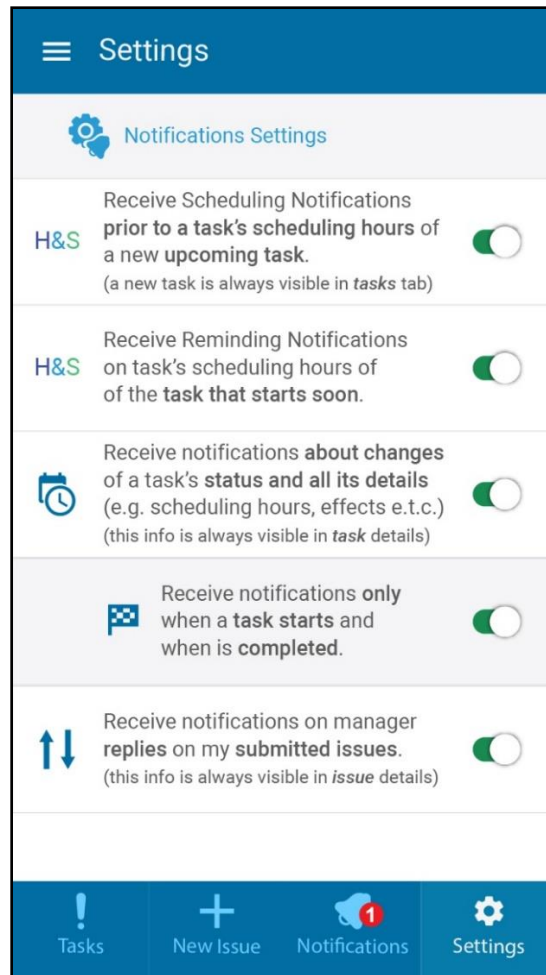 Settings
Notifications Settings
Receive Scheduling Notifications
prior to a task's scheduling hours of
H&S
a new upcoming task.
(a new task is always visible in tasks tab)
Receive Reminding Notifications
H&S
on task's scheduling hours of
of the task that starts soon.
Receive notifications about changes
of a task's status and all its details
(e.g. scheduling hours, effects e.t.c.)
(this info is always visible in task details)
Receive notifications only
when a task starts and
when is completed.
Receive notifications on manager
replies on my submitted issues.
(this info is always visible in issue details)
1
Tasks
New Issue
Notifications
Settings